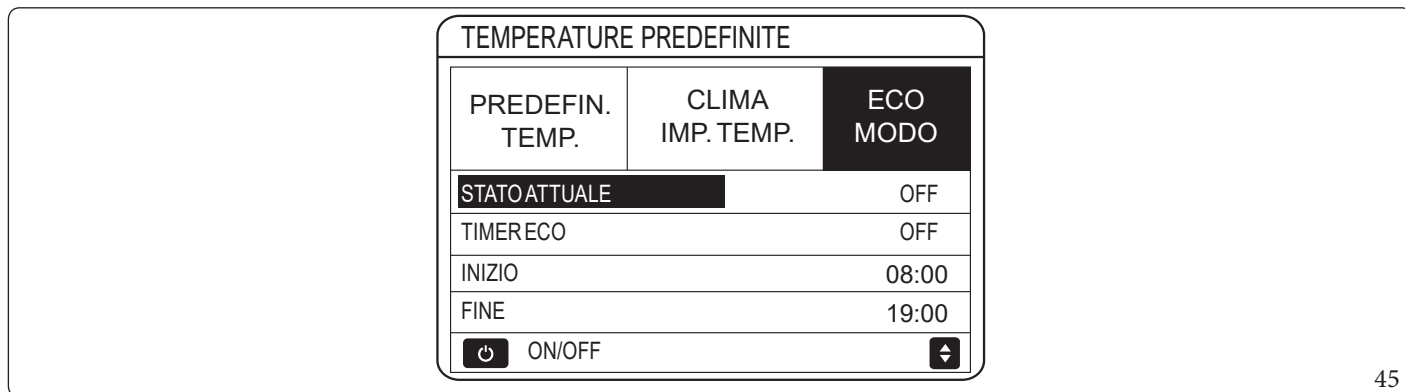 TEMPERATURE PREDEFINITE
PREDEFIN. TEMP.
CLIMA IMP. TEMP.
ECO MODO
STATO ATTUALE OFF
TIMER ECO OFF
INIZIO 08:00
FINE 19:00
ON/OFF
45